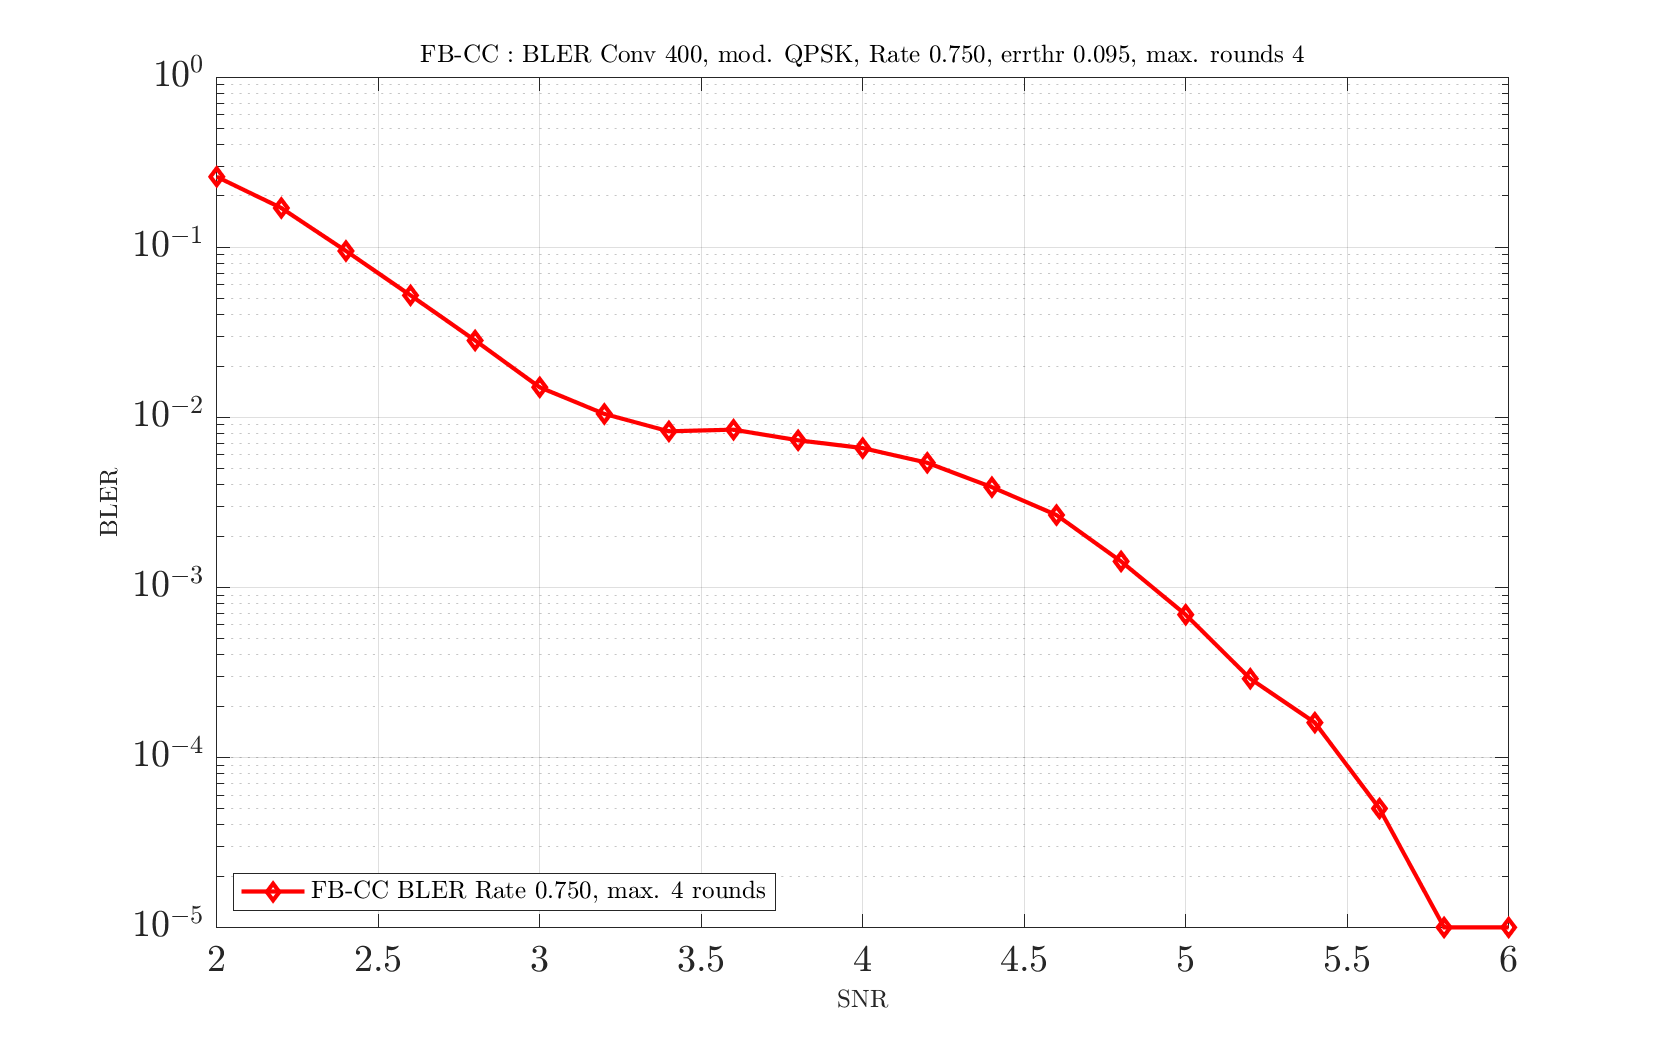 FB-CC : BLER Conv 400, mod. QPSK, Rate 0.750, errthr 0.095, max. rounds 4
10^0
10^−1
10^−2
10^−3
10^−4
10^−5
BLER
FB-CC BLER Rate 0.750, max. 4 rounds
2 2.5 3 3.5 4 4.5 5 5.5 6
SNR